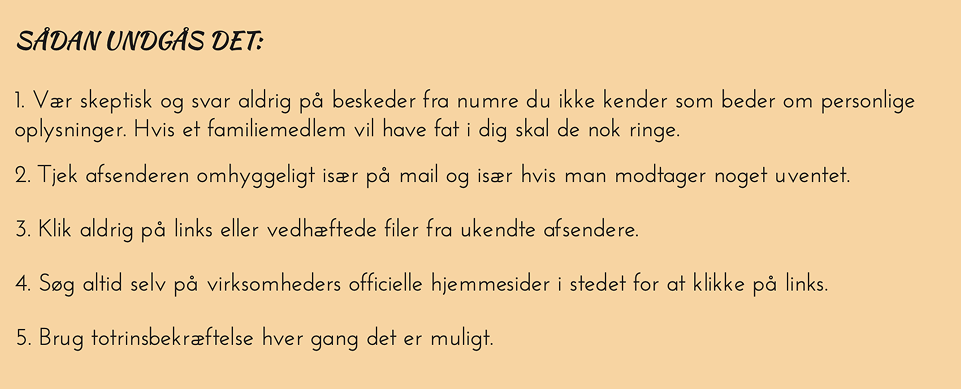 SÅDAN UNDGÅS DET:
1. Vær skeptisk og svar aldrig på beskeder fra numre du ikke kender som beder om personlige
oplysninger. Hvis et familiemedlem vil have fat i dig skal de nok ringe.
2. Tjek afsenderen omhyggeligt især på mail og især hvis man modtager noget uventet.
3. Klik aldrig på links eller vedhæftede filer fra ukendte afsendere.
4. Søg altid selv på virksomheders officielle hjemmesider i stedet for at klikke på links.
5. Brug totrinsbekræftelse hver gang det er muligt.